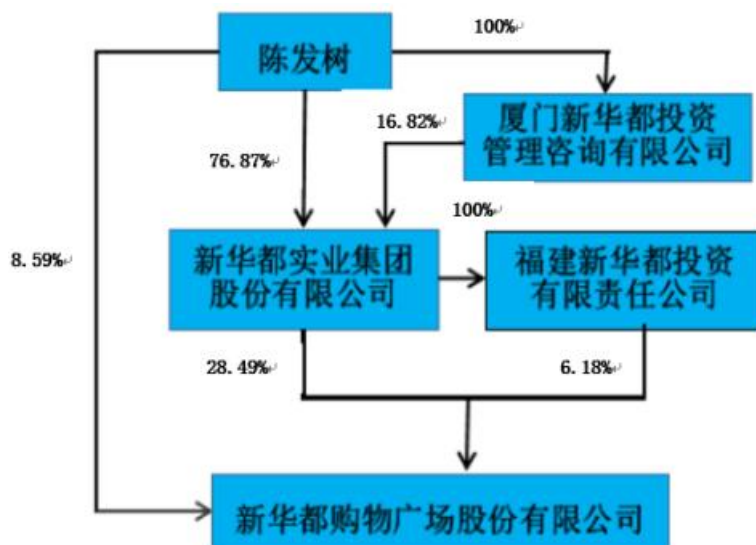 100%
陈发树
16.82%
厦门新华都投资
管理咨询有限公司
76.87%
100%
8.59%
新华都实业集团
股份有限公司
福建新华都投资
有限责任公司
28.49%
6.18%
新华都购物广场股份有限公司